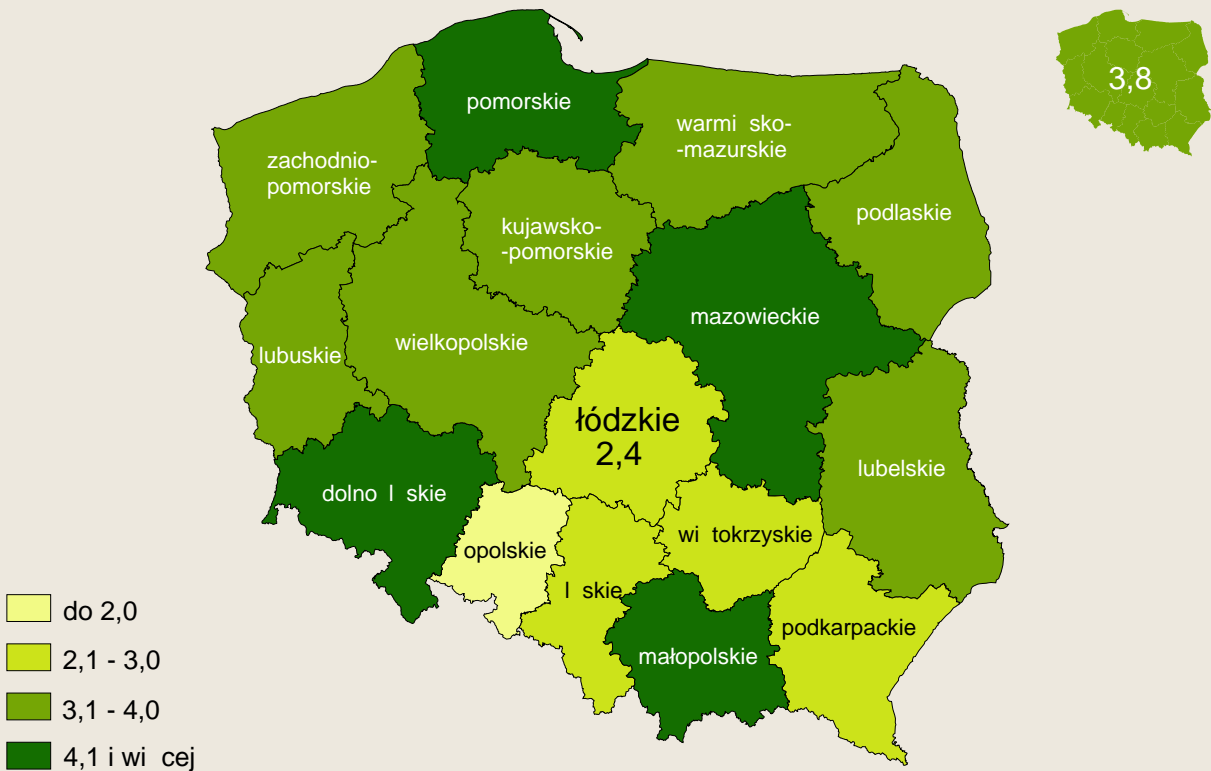 pomorskie
3,8
warmi sko-
-mazurskie
zachodnio-
pomorskie
kujawsko-
-pomorskie
podlaskie
mazowieckie
lubuskie
wielkopolskie
łódzkie
2,4
lubelskie
dolno l skie
wi tokrzyskie
opolskie
l skie
podkarpackie
małopolskie
do 2,0
2,1 - 3,0
3,1 - 4,0
4,1 i wi cej